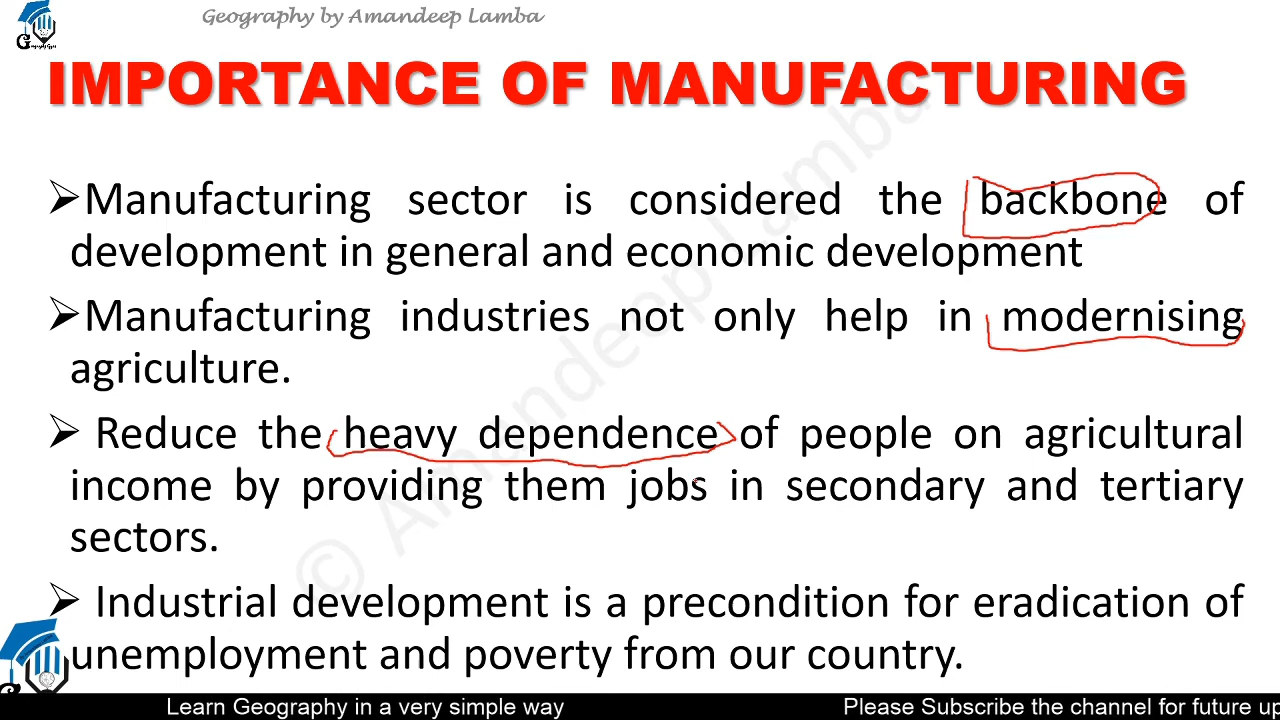 Geography by Amandeep Lamba
IMPORTANCE OF MANUFACTURING
➢Manufacturing sector is considered the backbone of
development in general and economic development
➢Manufacturing industries not only help in modernising
agriculture.
➢ Reduce the heavy dependence of people on agricultural
income by providing them jobs in secondary and tertiary
sectors.
➢ Industrial development is a precondition for eradication of
unemployment and poverty from our country.
© Amandeep Lamba
Learn Geography in a very simple way
Please Subscribe the channel for future up